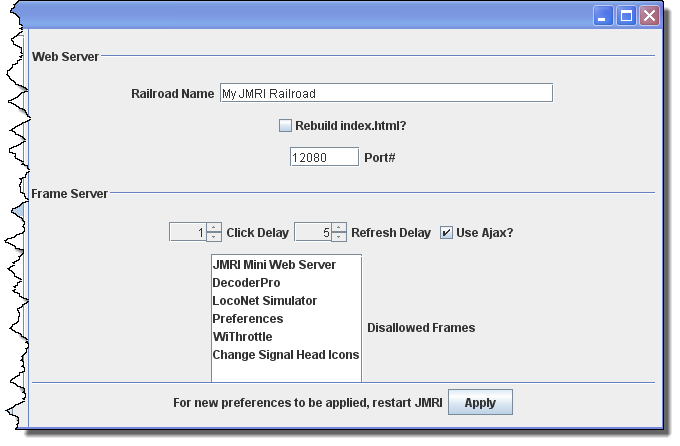 Web Server
Railroad Name My JMRI Railroad
Rebuild index.html?
12080 Port#
Frame Server
1 Click Delay 5 Refresh Delay Use Ajax?
JMRI Mini Web Server
DecoderPro
LocoNet Simulator
Preferences
WiThrottle
Change Signal Head Icons
Disallowed Frames
For new preferences to be applied, restart JMRI Apply